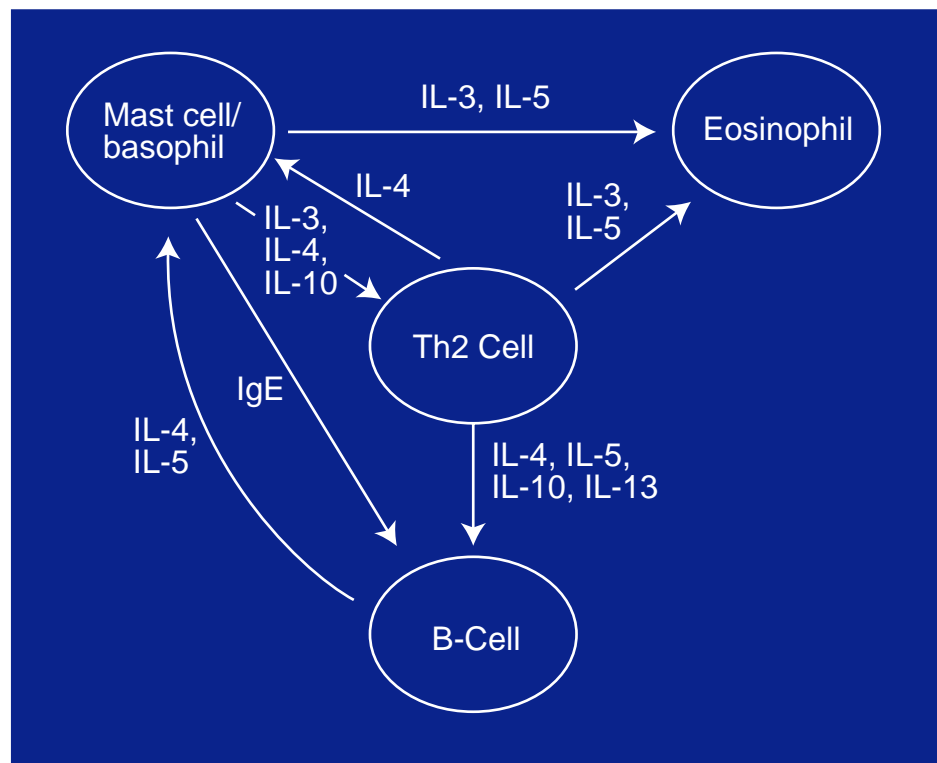 Mast cell/
basophil
IL-3, IL-5
Eosinophil
IL-4
IL-3,
IL-5
IL-3,
IL-4,
IL-10
Th2 Cell
IgE
IL-4,
IL-5
IL-4, IL-5,
IL-10, IL-13
B-Cell